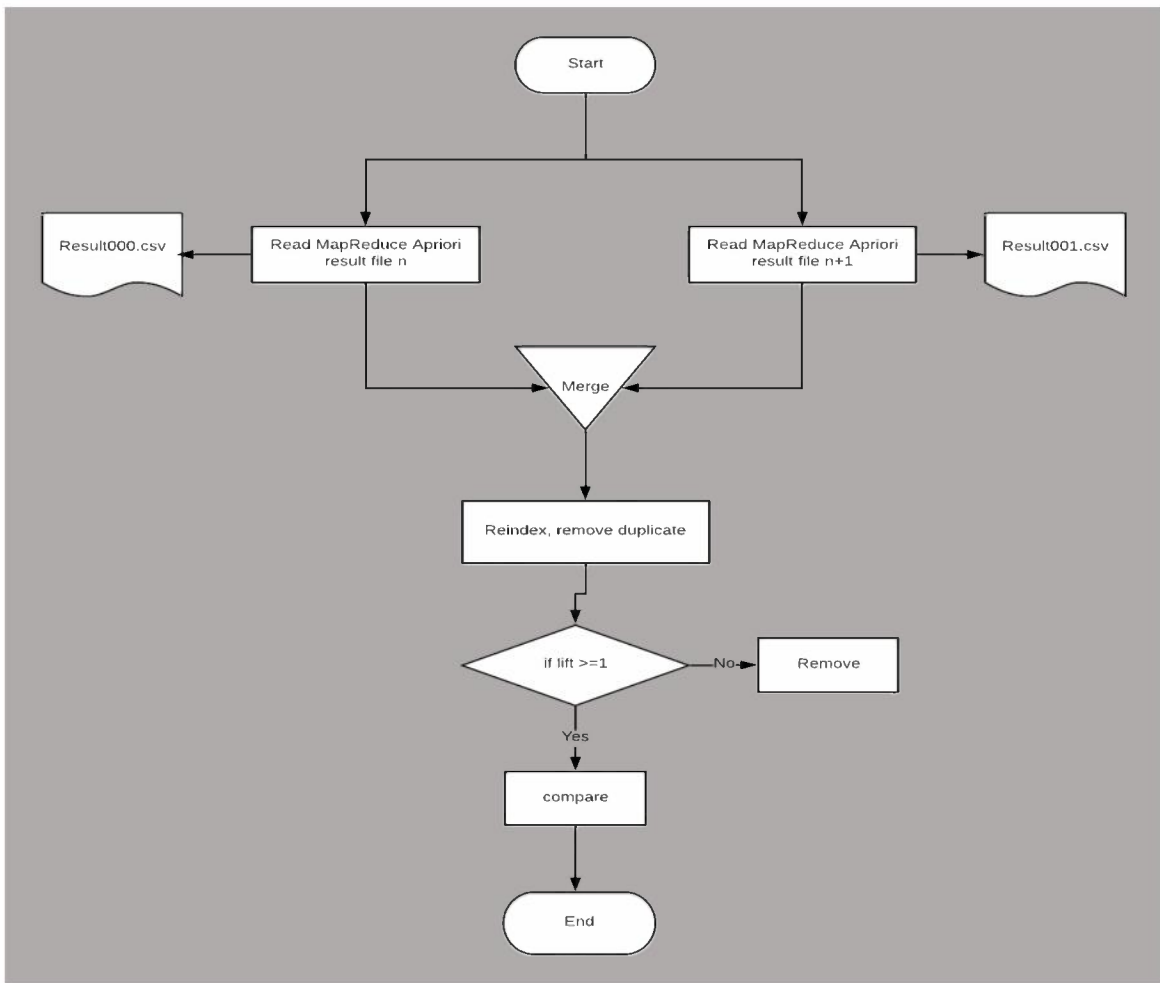 Start
Result000.csv
Read MapReduce Apriori
result file n
Read MapReduce Apriori
result file n+1
Result001.csv
Merge
Reindex, remove duplicate
if lift >=1
No
Remove
Yes
compare
End